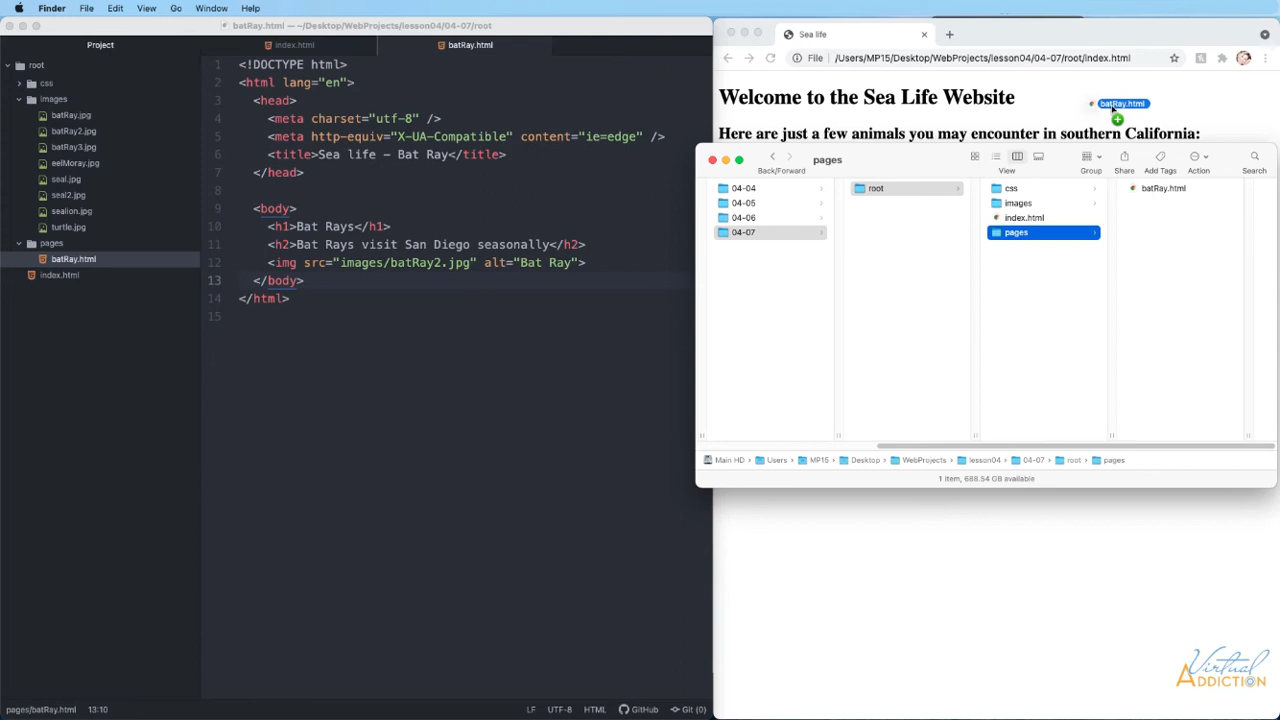 Finder File Edit View Go Window Help
batRay.html — ~/Desktop/WebProjects/lesson04/04-07/root
Project
index.html
batRay.html
root
css
images
batRay.jpg
batRay2.jpg
batRay3.jpg
eelMoray.jpg
seal.jpg
seal2.jpg
sealion.jpg
turtle.jpg
pages
batRay.html
index.html
1 <!DOCTYPE html>
2 <html lang="en">
3 <head>
4 <meta charset="utf-8" />
5 <meta http-equiv="X-UA-Compatible" content="ie=edge" />
6 <title>Sea life - Bat Ray</title>
7 </head>
8
9 <body>
10 <h1>Bat Rays</h1>
11 <h2>Bat Rays visit San Diego seasonally</h2>
12 <img src="images/batRay2.jpg" alt="Bat Ray">
13 </body>
14 </html>
15
pages/batRay.html 13:10
LF UTF-8 HTML GitHub Git (0)
Sea life
File /Users/MP15/Desktop/WebProjects/lesson04/04-07/root/index.html
Welcome to the Sea Life Website
batRay.html
Here are just a few animals you may encounter in southern California:
pages
Back/Forward View Group Share Add Tags Action Search
04-04
04-05
04-06
04-07
root
css
images
index.html
pages
batRay.html
Main HD Users MP15 Desktop WebProjects lesson04 04-07 root pages
1 item, 688.54 GB available
Virtual
ADDICTION